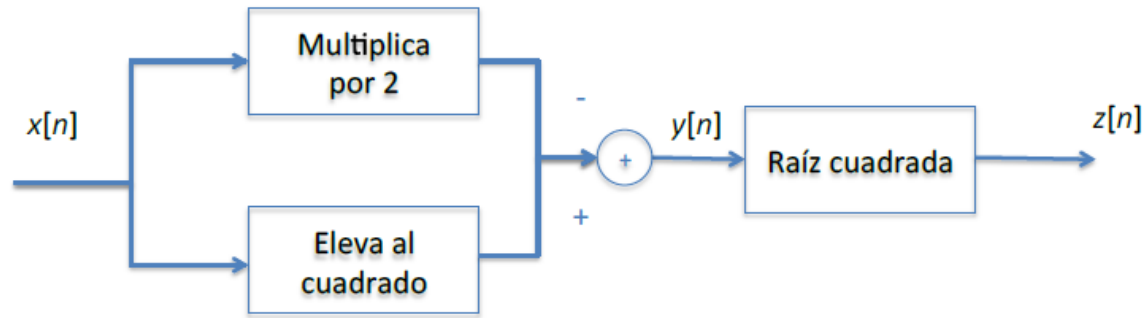 Multiplica
por 2
x[n]
-
y[n]
z[n]
+
Raíz cuadrada
+
Eleva al
cuadrado